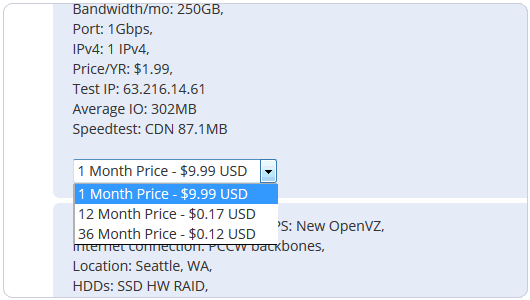 Bandwidth/mo: 250GB,
Port: 1Gbps,
IPv4: 1 IPv4,
Price/YR: $1.99,
Test IP: 63.216.14.61
Average IO: 302MB
Speedtest: CDN 87.1MB
1 Month Price - $9.99 USD
1 Month Price - $9.99 USD
12 Month Price - $0.17 USD
36 Month Price - $0.12 USD
PS: New OpenVZ,
Internet connection: PCCW backbones,
Location: Seattle, WA,
HDDs: SSD HW RAID,